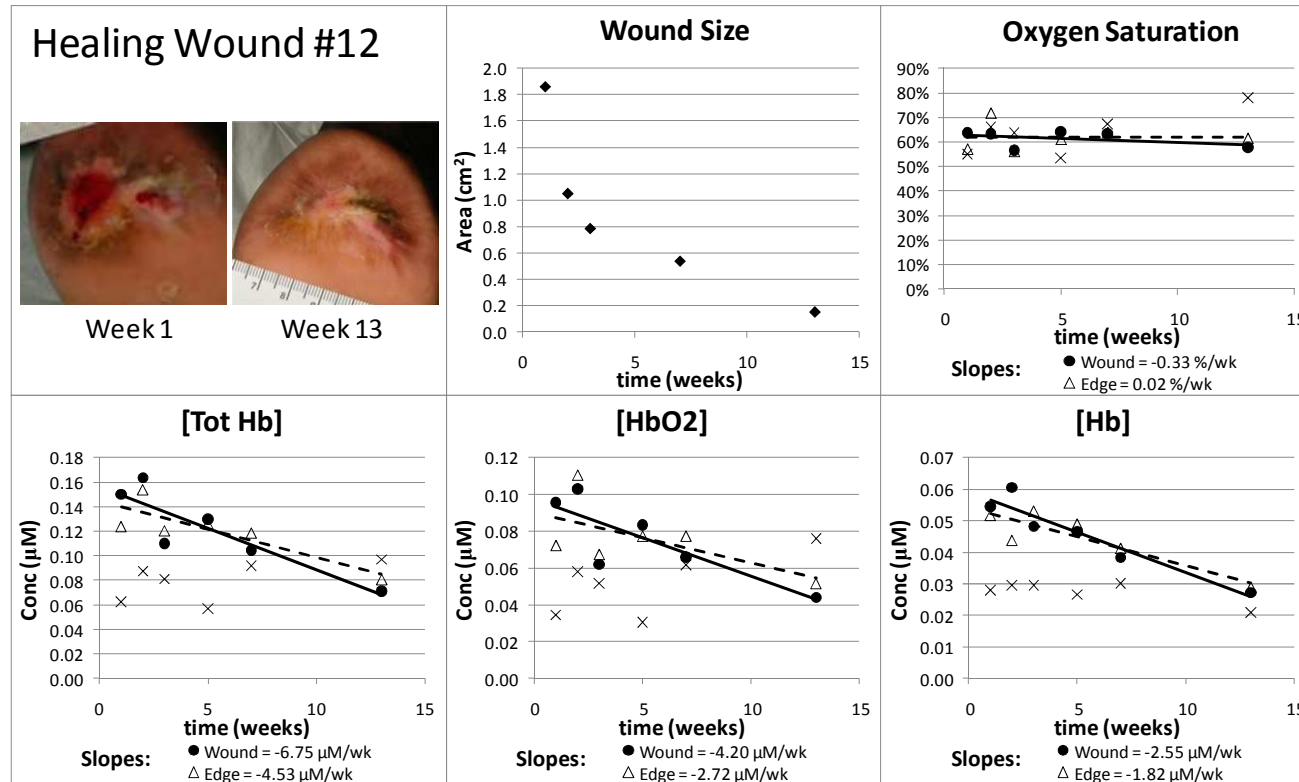 Healing Wound #12
Week 1
Week 13
Wound Size
2.0
1.8
1.6
1.4
1.2
1.0
0.8
0.6
0.4
0.2
0.0
Area (cm²)
0 5 10 15
time (weeks)
Oxygen Saturation
90%
80%
70%
60%
50%
40%
30%
20%
10%
0%
0 5 10 15
time (weeks)
Slopes:
Wound = -0.33 %/wk
Edge = 0.02 %/wk
[Tot Hb]
0.18
0.16
0.14
0.12
0.10
0.08
0.06
0.04
0.02
0.00
Conc (µM)
0 5 10 15
time (weeks)
Slopes:
Wound = -6.75 µM/wk
Edge = -4.53 µM/wk
[HbO2]
0.12
0.10
0.08
0.06
0.04
0.02
0.00
Conc (µM)
0 5 10 15
time (weeks)
Slopes:
Wound = -4.20 µM/wk
Edge = -2.72 µM/wk
[Hb]
0.07
0.06
0.05
0.04
0.03
0.02
0.01
0.00
Conc (µM)
0 5 10 15
time (weeks)
Slopes:
Wound = -2.55 µM/wk
Edge = -1.82 µM/wk